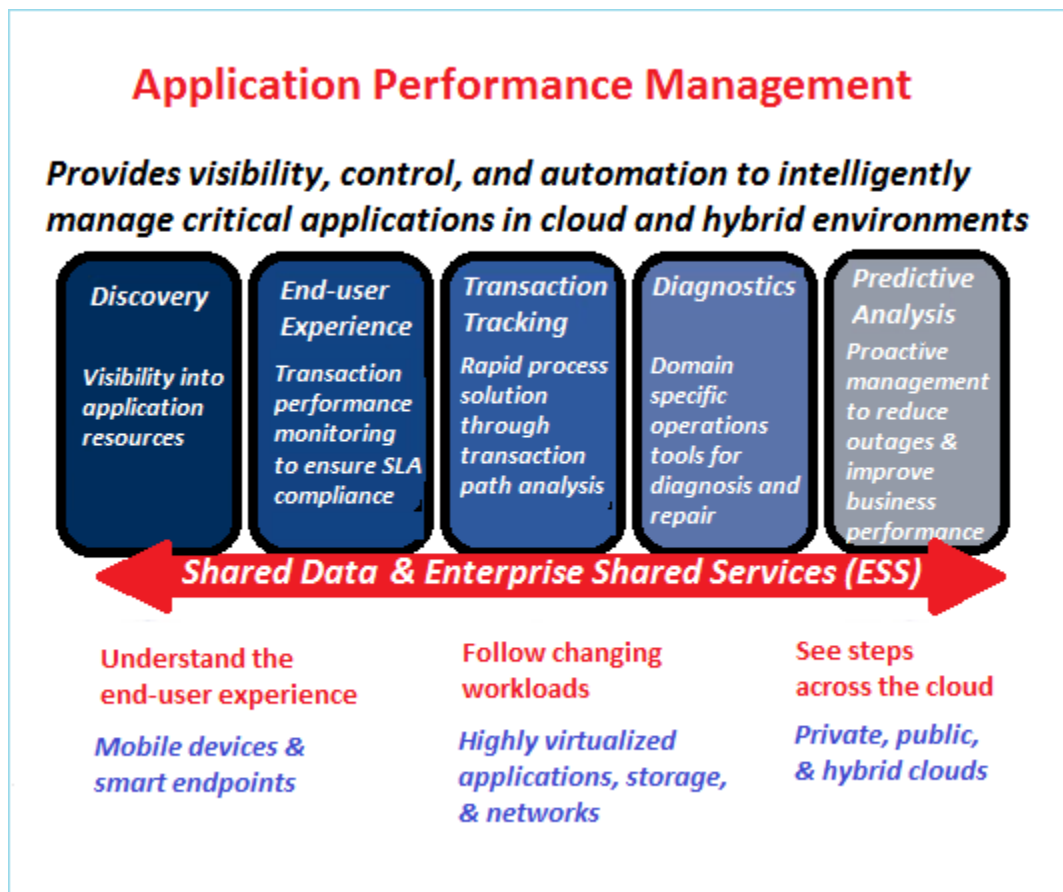 Application Performance Management
Provides visibility, control, and automation to intelligently
manage critical applications in cloud and hybrid environments
Discovery
Visibility into
application
resources
End-user
Experience
Transaction
performance
monitoring
to ensure SLA
compliance
Transaction
Tracking
Rapid process
solution
through
transaction
path analysis
Diagnostics
Domain
specific
operations
tools for
diagnosis and
repair
Predictive
Analysis
Proactive
management
to reduce
outages &
improve
business
performance
Shared Data & Enterprise Shared Services (ESS)
Understand the
end-user experience
Mobile devices &
smart endpoints
Follow changing
workloads
Highly virtualized
applications, storage,
& networks
See steps
across the cloud
Private, public,
& hybrid clouds